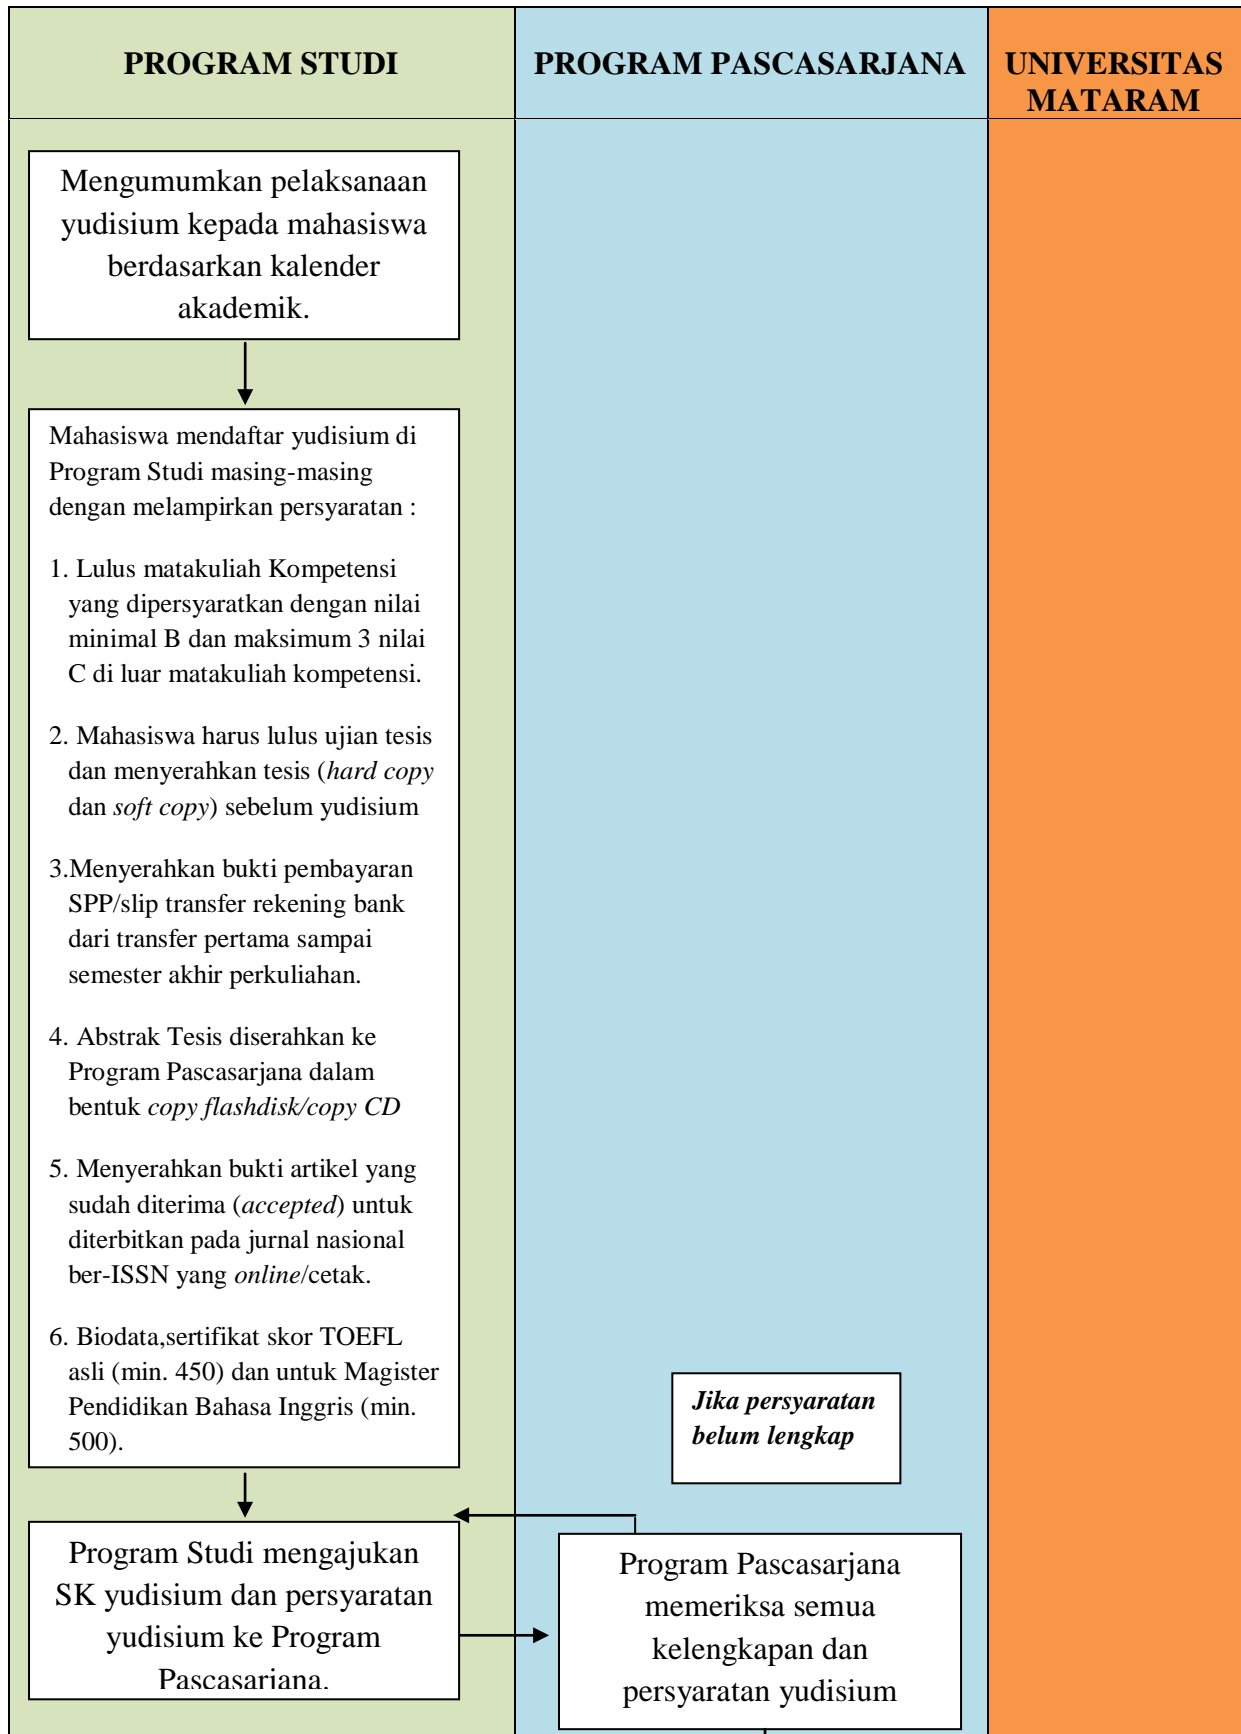 PROGRAM STUDI
PROGRAM PASCASARJANA
UNIVERSITAS
MATARAM
Mengumumkan pelaksanaan
yudisium kepada mahasiswa
berdasarkan kalender
akademik.
Mahasiswa mendaftar yudisium di
Program Studi masing-masing
dengan melampirkan persyaratan :
1. Lulus matakuliah Kompetensi
yang dipersyaratkan dengan nilai
minimal B dan maksimum 3 nilai
C di luar matakuliah kompetensi.
2. Mahasiswa harus lulus ujian tesis
dan menyerahkan tesis (hard copy
dan soft copy) sebelum yudisium
3.Menyerahkan bukti pembayaran
SPP/slip transfer rekening bank
dari transfer pertama sampai
semester akhir perkuliahan.
4. Abstrak Tesis diserahkan ke
Program Pascasarjana dalam
bentuk copy flashdisk/copy CD
5. Menyerahkan bukti artikel yang
sudah diterima (accepted) untuk
diterbitkan pada jurnal nasional
ber-ISSN yang online/cetak.
6. Biodata,sertifikat skor TOEFL
asli (min. 450) dan untuk Magister
Pendidikan Bahasa Inggris (min.
500).
Jika persyaratan
belum lengkap
Program Studi mengajukan
SK yudisium dan persyaratan
yudisium ke Program
Pascasarjana.
Program Pascasarjana
memeriksa semua
kelengkapan dan
persyaratan yudisium